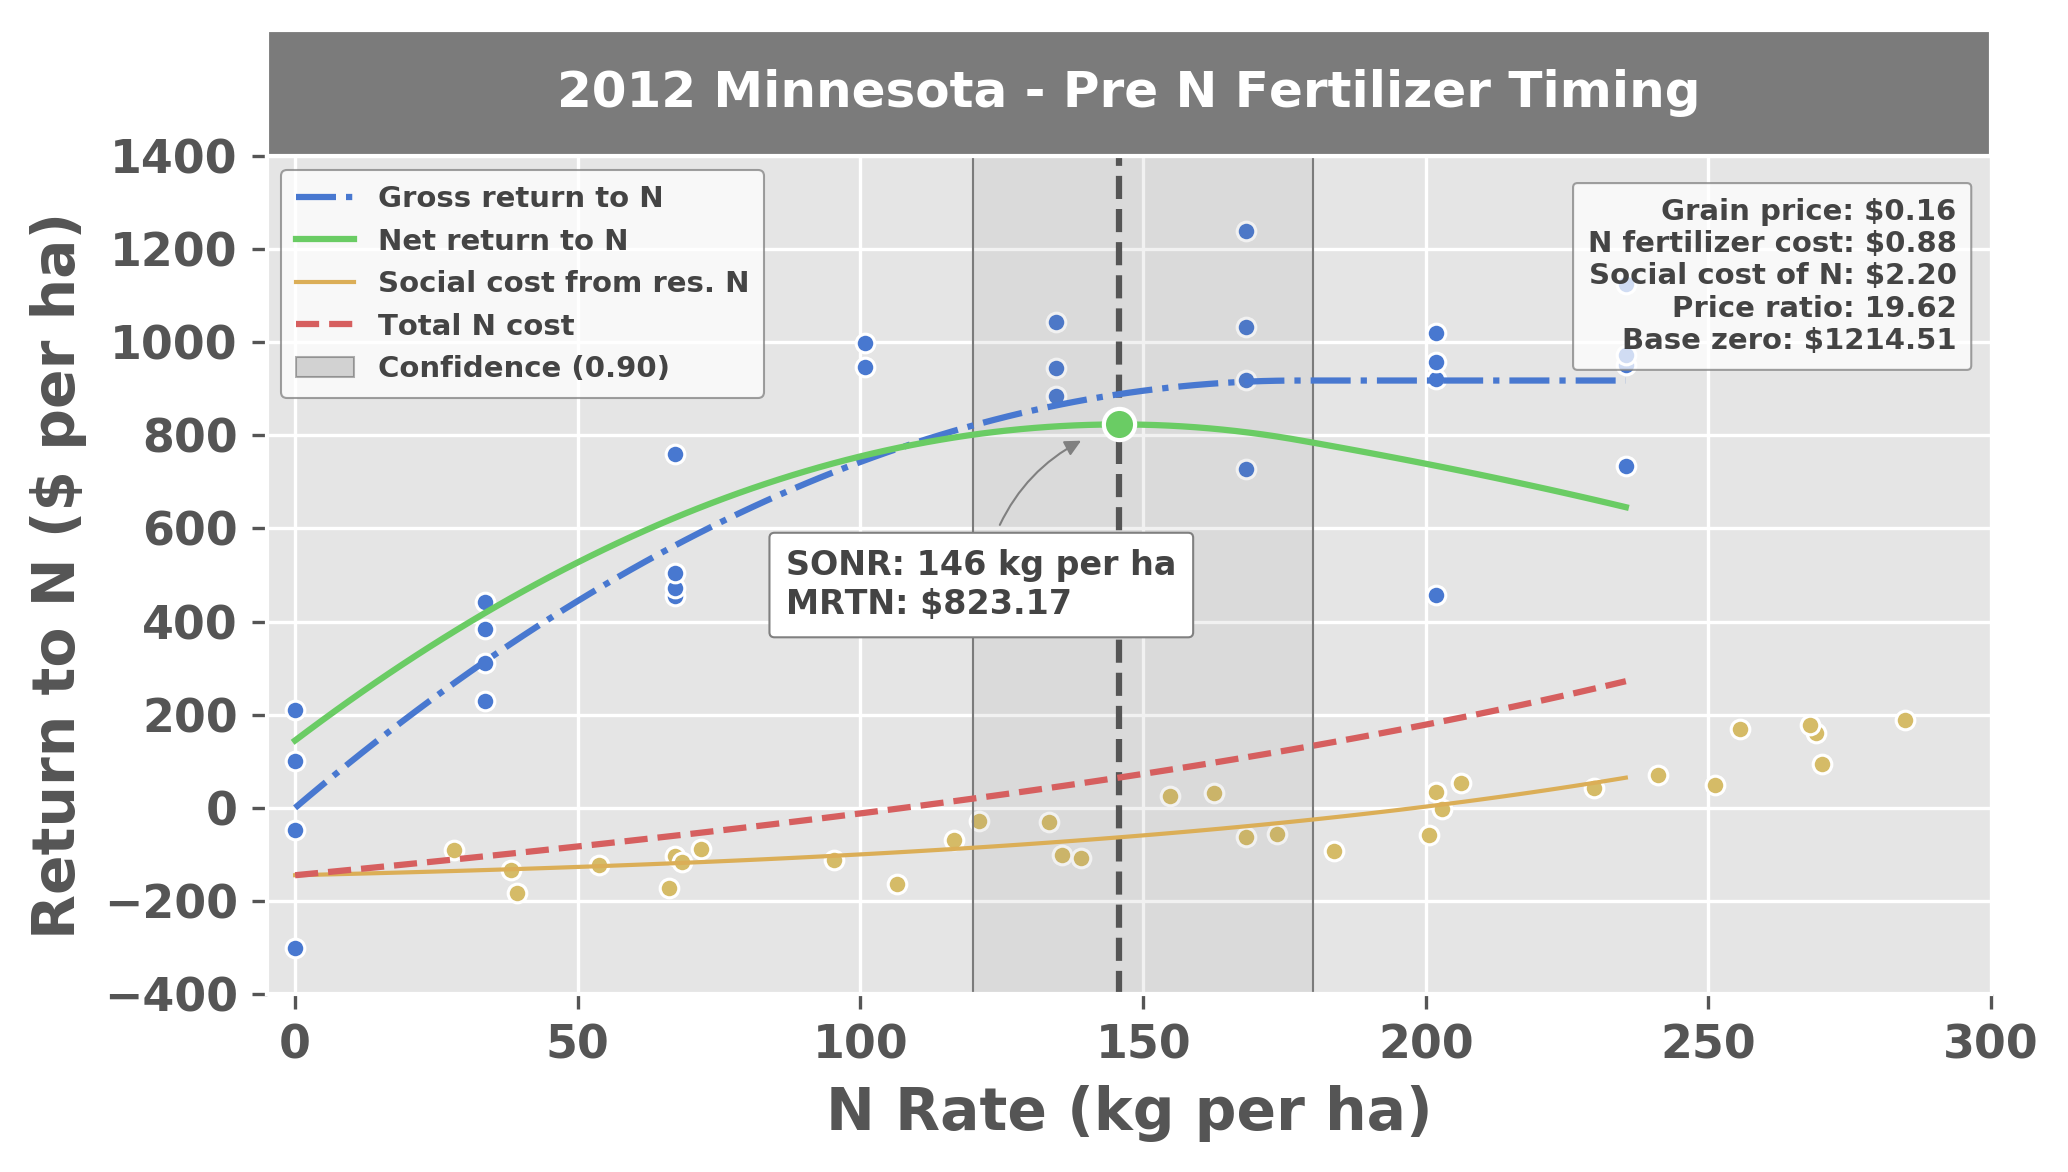 2012 Minnesota - Pre N Fertilizer Timing
Return to N ($ per ha)
1400
1200
1000
800
600
400
200
0
−200
−400
Gross return to N
Net return to N
Social cost from res. N
Total N cost
Confidence (0.90)
Grain price: $0.16
N fertilizer cost: $0.88
Social cost of N: $2.20
Price ratio: 19.62
Base zero: $1214.51
SONR: 146 kg per ha
MRTN: $823.17
0 50 100 150 200 250 300
N Rate (kg per ha)